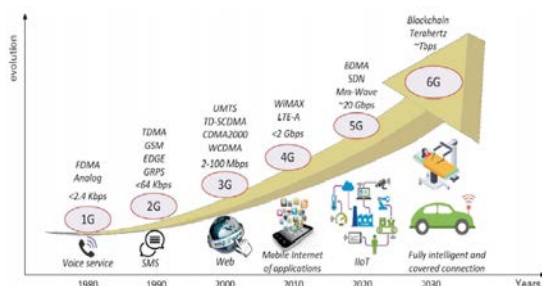 evolution
FDMA
Analog
<2.4 Kbps
1G
Voice service
TDMA
GSM
EDGE
GRPS
<64 Kbps
2G
SMS
UMTS
TD-SCDMA
CDMA2000
WCDMA
2-100 Mbps
3G
Web
WiMAX
LTE-A
<2 Gbps
4G
Mobile Internet
of applications
BDMA
SDN
Mm-Wave
~20 Gbps
5G
IIoT
Blockchain
Terahertz
~Tbps
6G
Fully intelligent and
covered connection
1980 1990 2000 2010 2020 2030 Years